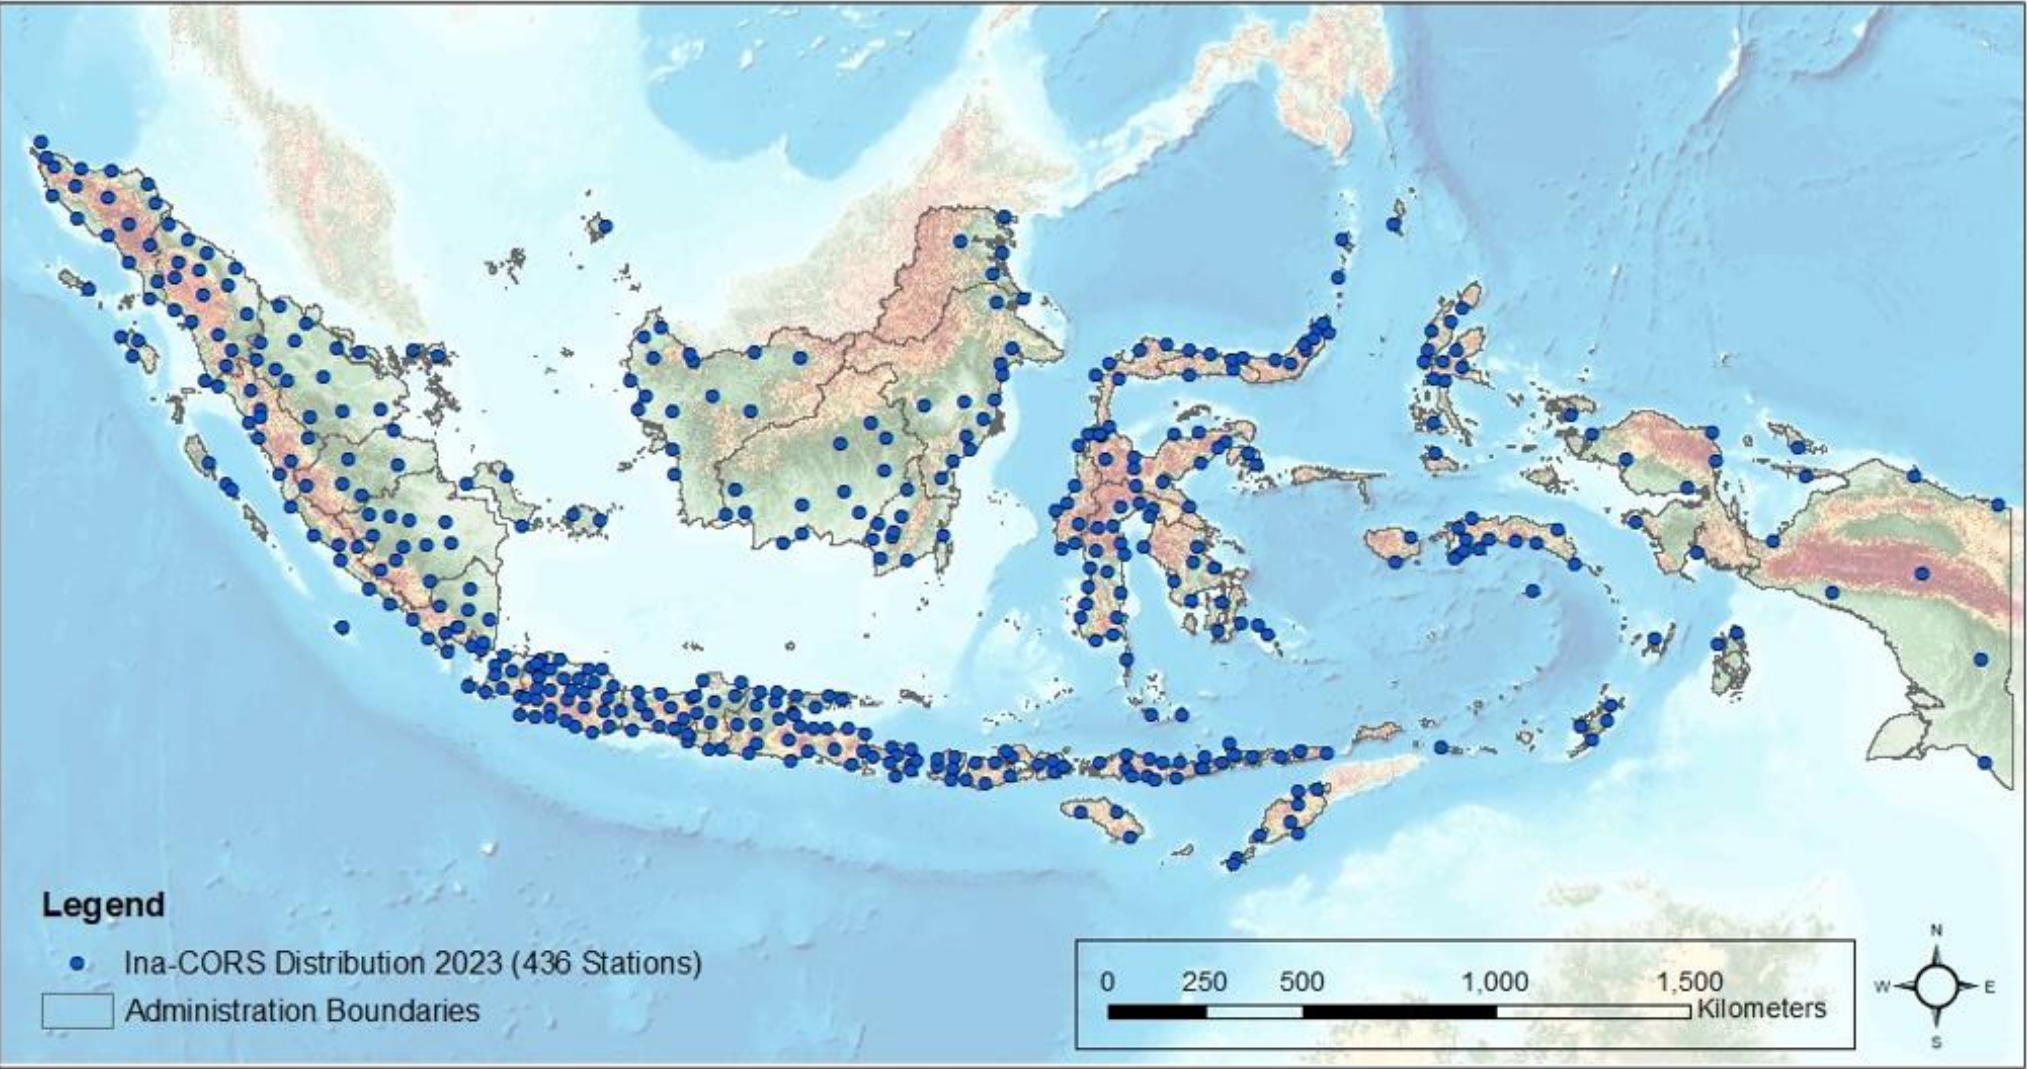 Legend
Ina-CORS Distribution 2023 (436 Stations)
Administration Boundaries
0 250 500 1,000 1,500
Kilometers
N
W E
S